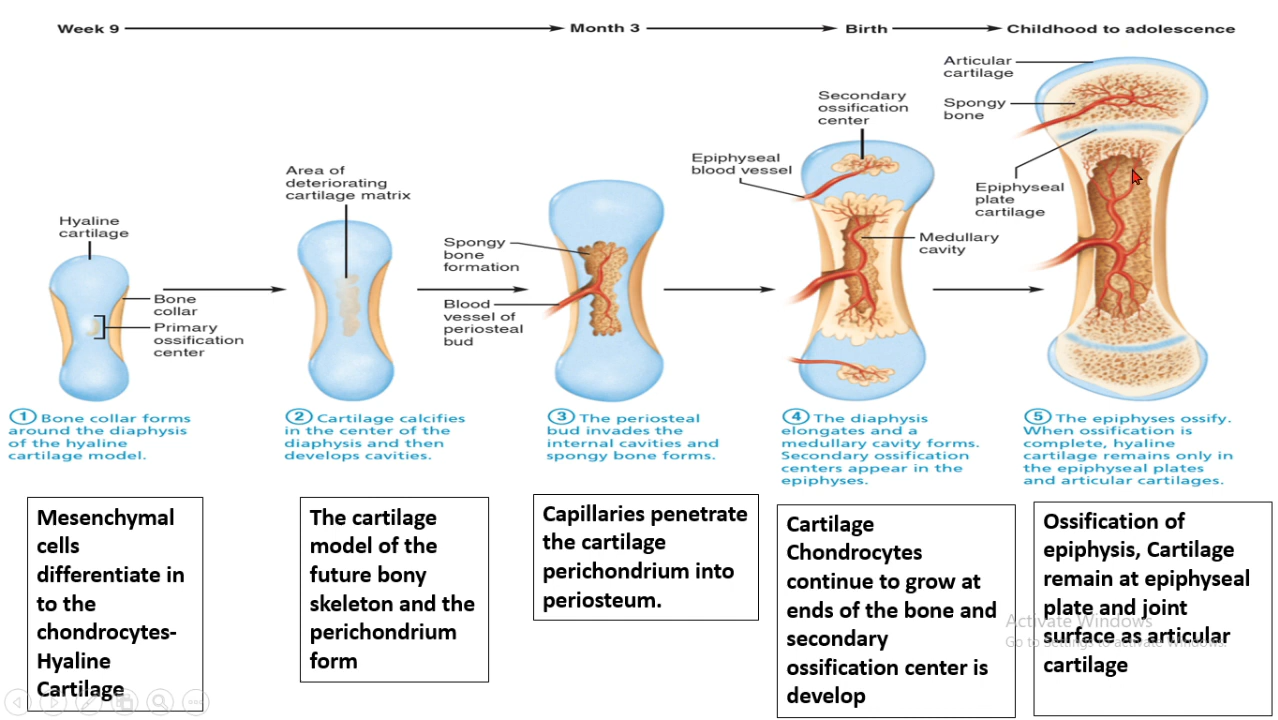 Week 9
Month 3
Birth
Childhood to adolescence
Articular
cartilage
Secondary
ossification
center
Spongy
bone
Epiphyseal
blood vessel
Area of
deteriorating
cartilage matrix
Epiphyseal
plate
cartilage
Hyaline
cartilage
Spongy
bone
formation
Medullary
cavity
Bone
collar
Blood
vessel of
periosteal
bud
Primary
ossification
center
1 Bone collar forms
around the diaphysis
of the hyaline
cartilage model.
2 Cartilage calcifies
in the center of the
diaphysis and then
develops cavities.
3 The periosteal
bud invades the
internal cavities and
spongy bone forms.
4 The diaphysis
elongates and a
medullary cavity forms.
Secondary ossification
centers appear in the
epiphyses.
5 The epiphyses ossify.
When ossification is
complete, hyaline
cartilage remains only in
the epiphyseal plates
and articular cartilages.
Mesenchymal
cells
differentiate in
to the
chondrocytes-
Hyaline
Cartilage
The cartilage
model of the
future bony
skeleton and the
perichondrium
form
Capillaries penetrate
the cartilage
perichondrium into
periosteum.
Cartilage
Chondrocytes
continue to grow at
ends of the bone and
secondary
ossification center is
develop
Ossification of
epiphysis, Cartilage
remain at epiphyseal
plate and joint
surface as articular
cartilage
Activate Windows
Go to Settings to activate Windows.